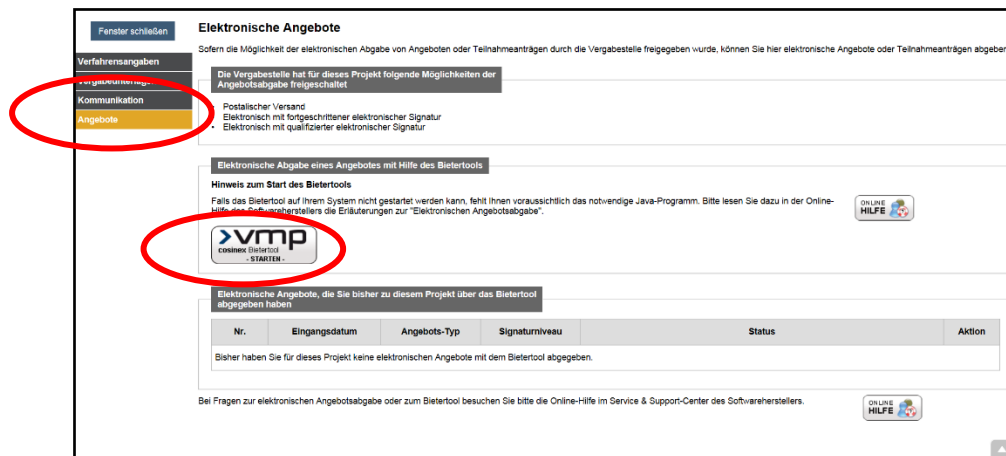 Fenster schließen
Verfahrensangaben
Vergabeunterlagen
Kommunikation
Angebote
Elektronische Angebote
Sofern die Möglichkeit der elektronischen Abgabe von Angeboten oder Teilnahmeanträgen durch die Vergabestelle freigegeben wurde, können Sie hier elektronische Angebote oder Teilnahmeanträgen abgeben
Die Vergabestelle hat für dieses Projekt folgende Möglichkeiten der
Angebotsabgabe freigeschaltet
Postalischer Versand
Elektronisch mit fortgeschrittener elektronischer Signatur
Elektronisch mit qualifizierter elektronischer Signatur
Elektronische Abgabe eines Angebotes mit Hilfe des Bietertools
Hinweis zum Start des Bietertools
Falls das Bietertool auf Ihrem System nicht gestartet werden kann, fehlt Ihnen voraussichtlich das notwendige Java-Programm. Bitte lesen Sie dazu in der Online-
Hilfe des Softwareherstellers die Erläuterungen zur "Elektronischen Angebotsabgabe".
ONLINE
HILFE
vmp
cosinex Bietertool
- STARTEN -
Elektronische Angebote, die Sie bisher zu diesem Projekt über das Bietertool
abgegeben haben
Nr. Eingangsdatum Angebots-Typ Signaturniveau Status Aktion
Bisher haben Sie für dieses Projekt keine elektronischen Angebote mit dem Bietertool abgegeben.
Bei Fragen zur elektronischen Angebotsabgabe oder zum Bietertool besuchen Sie bitte die Online-Hilfe im Service & Support-Center des Softwareherstellers.
ONLINE
HILFE